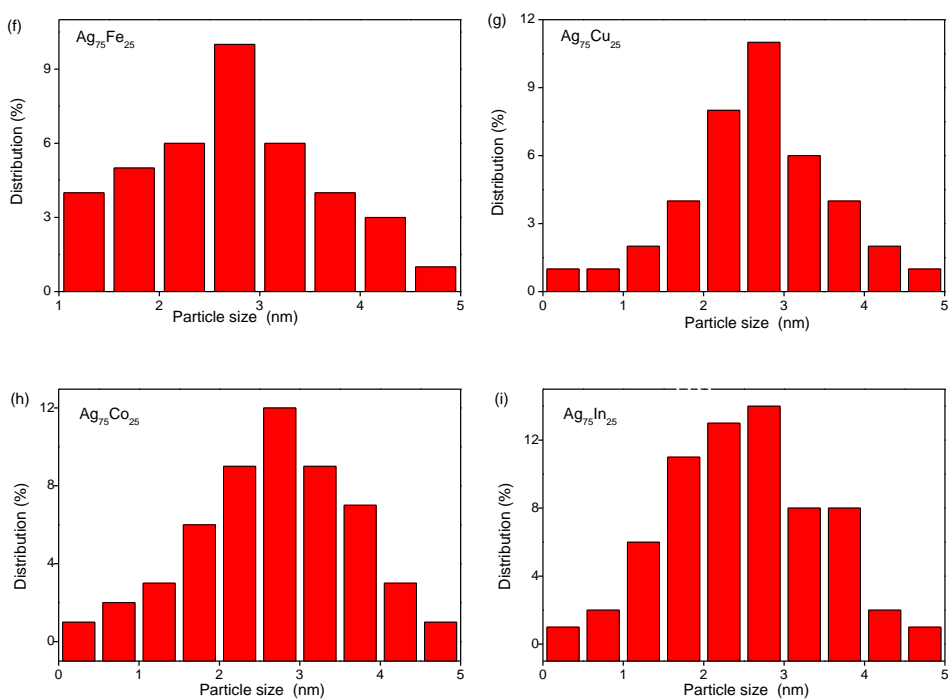 (f)
Ag₇₅Fe₂₅
Distribution (%)
9
6
3
0
1 2 3 4 5
Particle size (nm)
(g)
Ag₇₅Cu₂₅
Distribution (%)
12
9
6
3
0
0 1 2 3 4 5
Particle size (nm)
(h)
Ag₇₅Co₂₅
Distribution (%)
12
8
4
0
0 1 2 3 4 5
Particle size (nm)
(i)
Ag₇₅In₂₅
Distribution (%)
12
8
4
0
0 1 2 3 4 5
Particle size (nm)